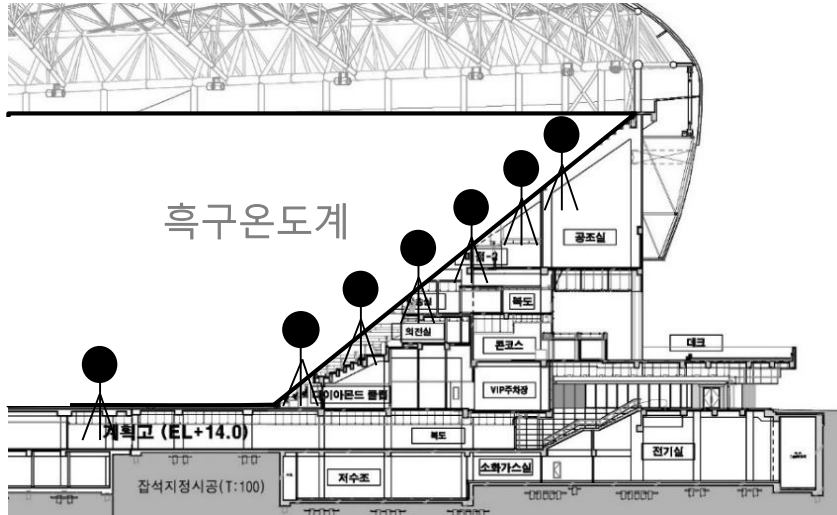 흑구온도계
공조실
복도
의전실
콘코스
데크
다이아몬드 클럽
VIP주차장
계획고 (EL+14.0)
복도
전기실
소화가스실
저수조
잡석지정시공(T:100)